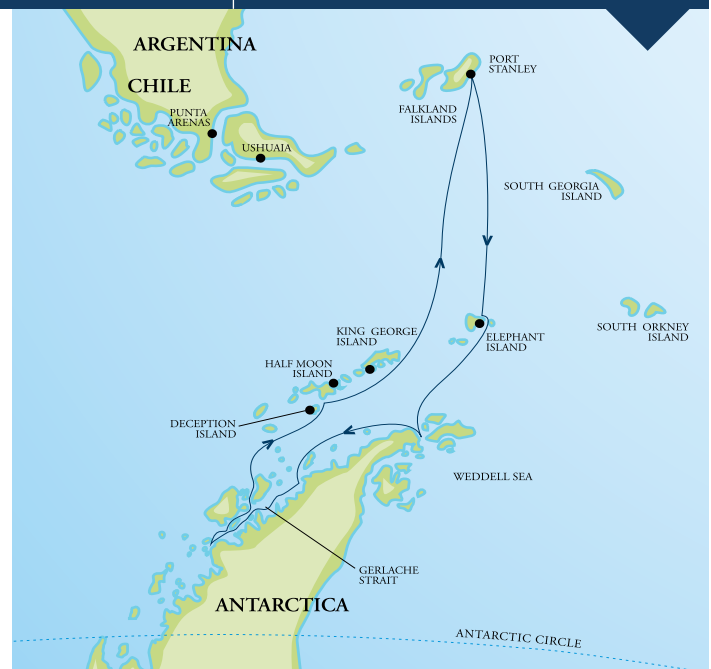 ARGENTINA
PORT
STANLEY
CHILE
FALKLAND
ISLANDS
PUNTA
ARENAS
USHUAIA
SOUTH GEORGIA
ISLAND
SOUTH ORKNEY
ISLAND
KING GEORGE
ISLAND
ELEPHANT
ISLAND
HALF MOON
ISLAND
DECEPTION
ISLAND
WEDDELL SEA
GERLACHE
STRAIT
ANTARCTICA
ANTARCTIC CIRCLE